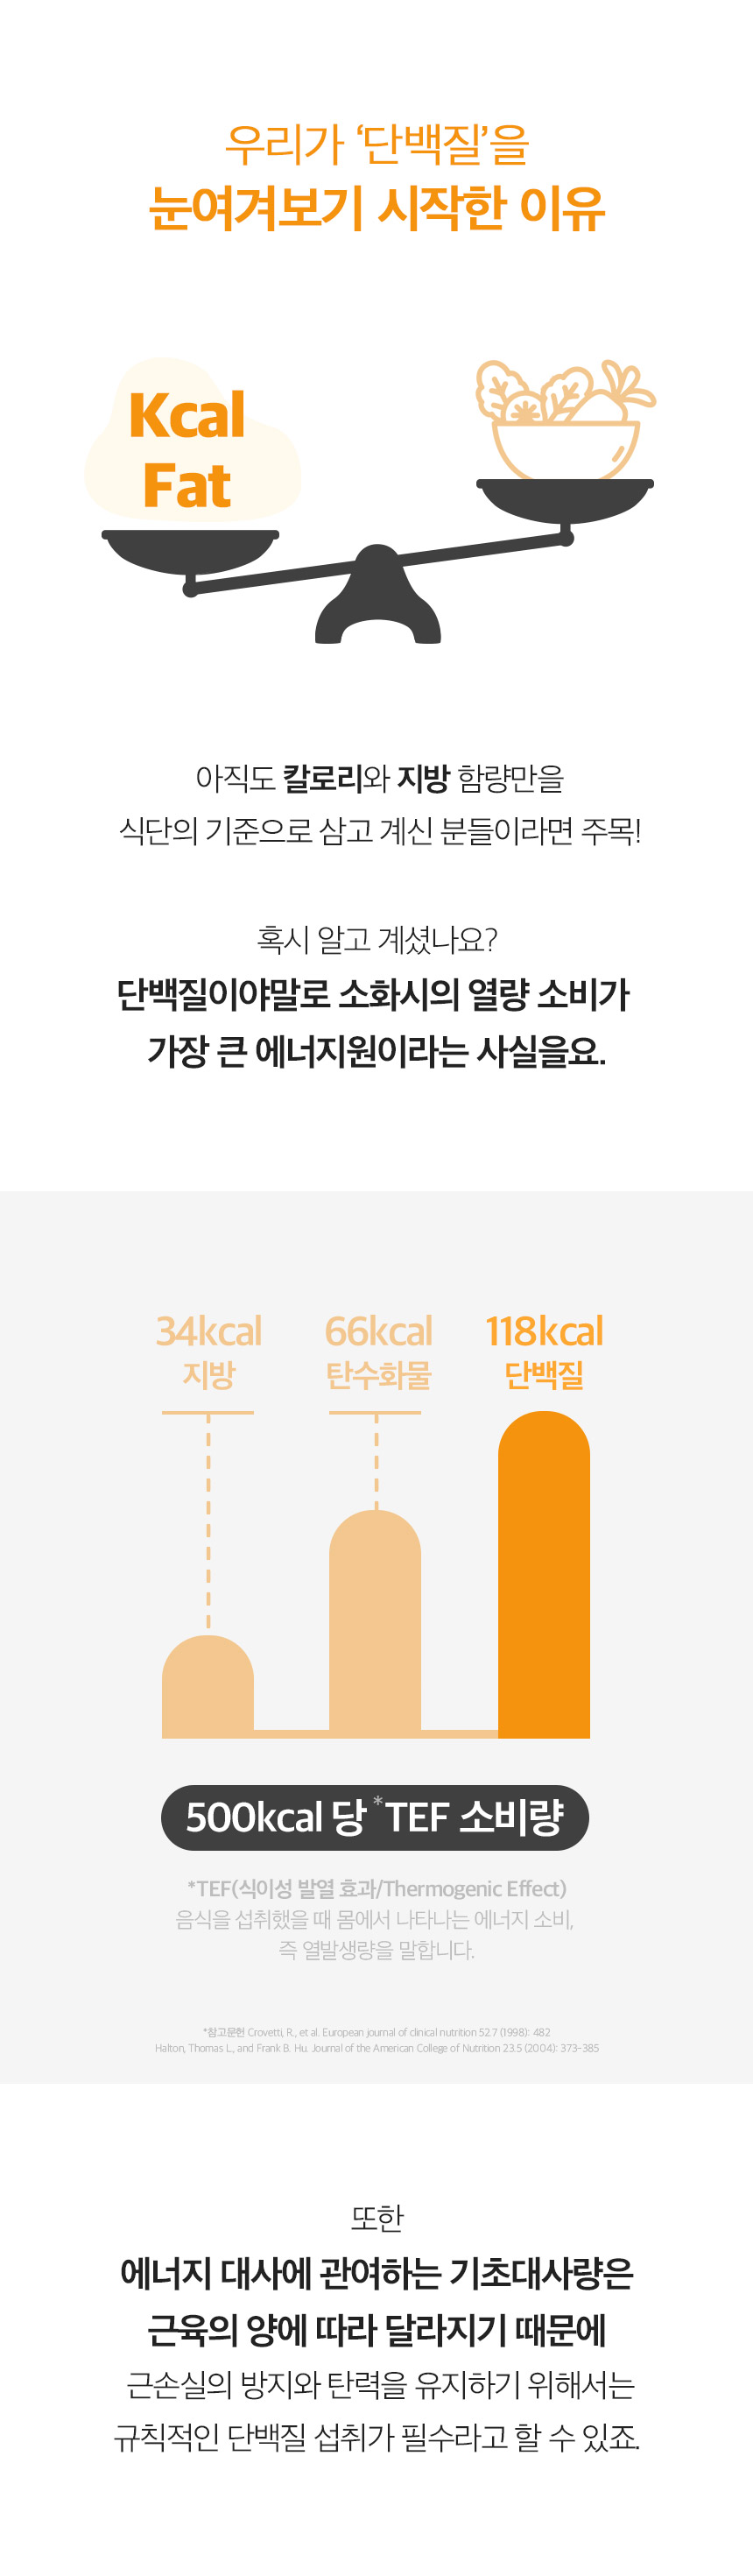 우리가 ‘단백질’을
눈여겨보기 시작한 이유
Kcal
Fat
아직도 칼로리와 지방 함량만을
식단의 기준으로 삼고 계신 분들이라면 주목!
혹시 알고 계셨나요?
단백질이야말로 소화시의 열량 소비가
가장 큰 에너지원이라는 사실을요.
34kcal 66kcal 118kcal
지방 탄수화물 단백질
500kcal 당 *TEF 소비량
*TEF(식이성 발열 효과/Thermogenic Effect)
음식을 섭취했을 때 몸에서 나타나는 에너지 소비,
즉 열발생량을 말합니다.
*참고문헌 Crovetti, R., et al. European journal of clinical nutrition 52.7 (1998): 482
Halton, Thomas L., and Frank B. Hu. Journal of the American College of Nutrition 23.5 (2004): 373-385
또한
에너지 대사에 관여하는 기초대사량은
근육의 양에 따라 달라지기 때문에
근손실의 방지와 탄력을 유지하기 위해서는
규칙적인 단백질 섭취가 필수라고 할 수 있죠.